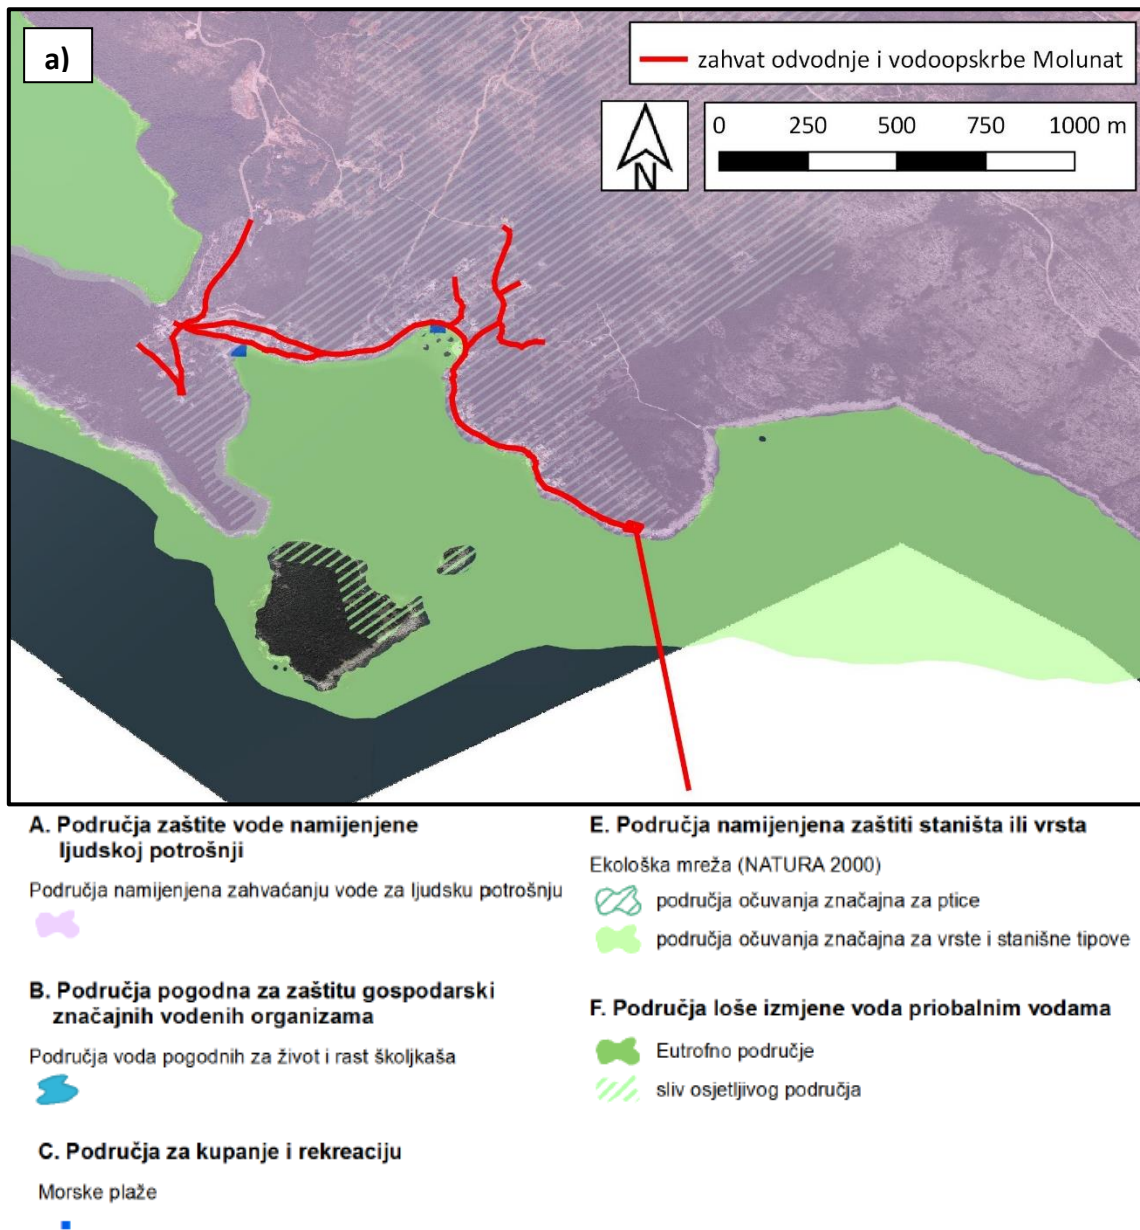 a)
zahvat odvodnje i vodoopskrbe Molunat
N
0 250 500 750 1000 m
A. Područja zaštite vode namijenjene
ljudskoj potrošnji
Područja namijenjena zahvaćanju vode za ljudsku potrošnju
B. Područja pogodna za zaštitu gospodarski
značajnih vodenih organizama
Područja voda pogodnih za život i rast školjkaša
C. Područja za kupanje i rekreaciju
Morske plaže
E. Područja namijenjena zaštiti staništa ili vrsta
Ekološka mreža (NATURA 2000)
područja očuvanja značajna za ptice
područja očuvanja značajna za vrste i stanišne tipove
F. Područja loše izmjene voda priobalnim vodama
Eutrofno područje
sliv osjetljivog područja